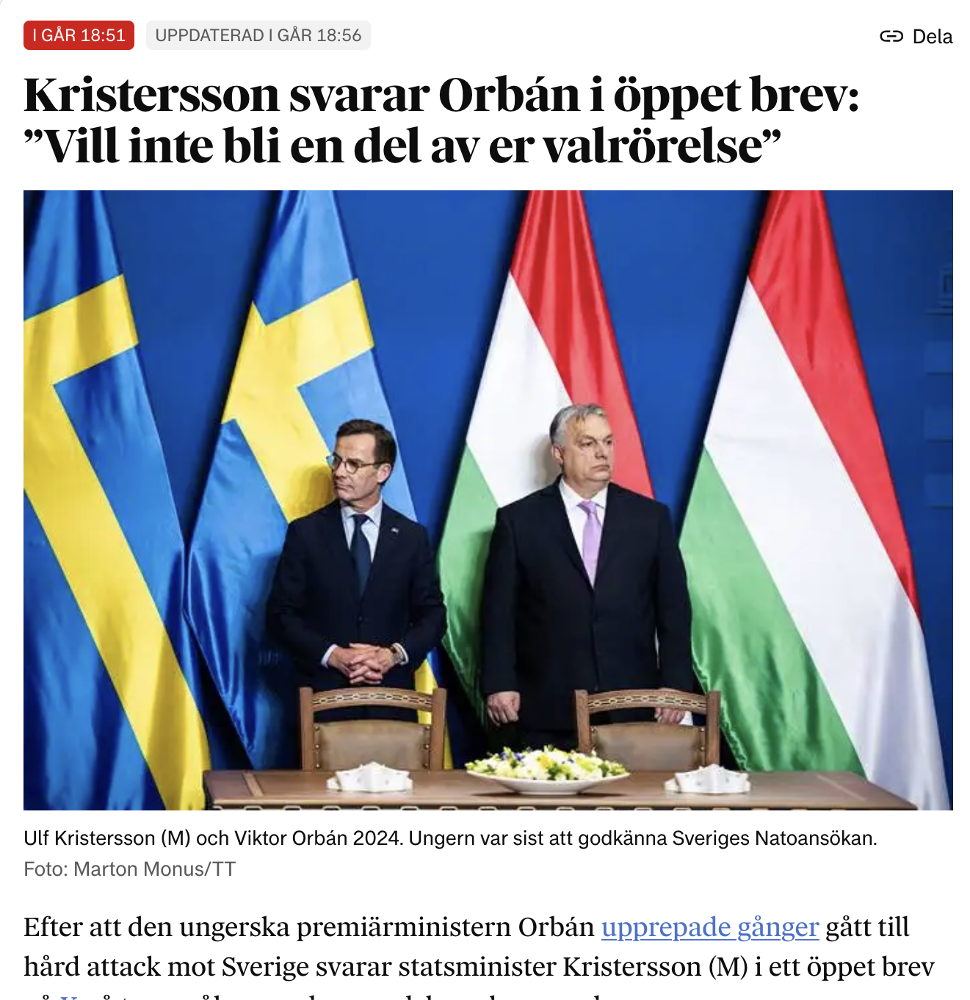 I GÅR 18:51 UPPDATERAD I GÅR 18:56 Dela
Kristersson svarar Orbán i öppet brev:
”Vill inte bli en del av er valrörelse”
Ulf Kristersson (M) och Viktor Orbán 2024. Ungern var sist att godkänna Sveriges Natoansökan.
Foto: Marton Monus/TT
Efter att den ungerska premiärministern Orbán upprepade gånger gått till
hård attack mot Sverige svarar statsminister Kristersson (M) i ett öppet brev